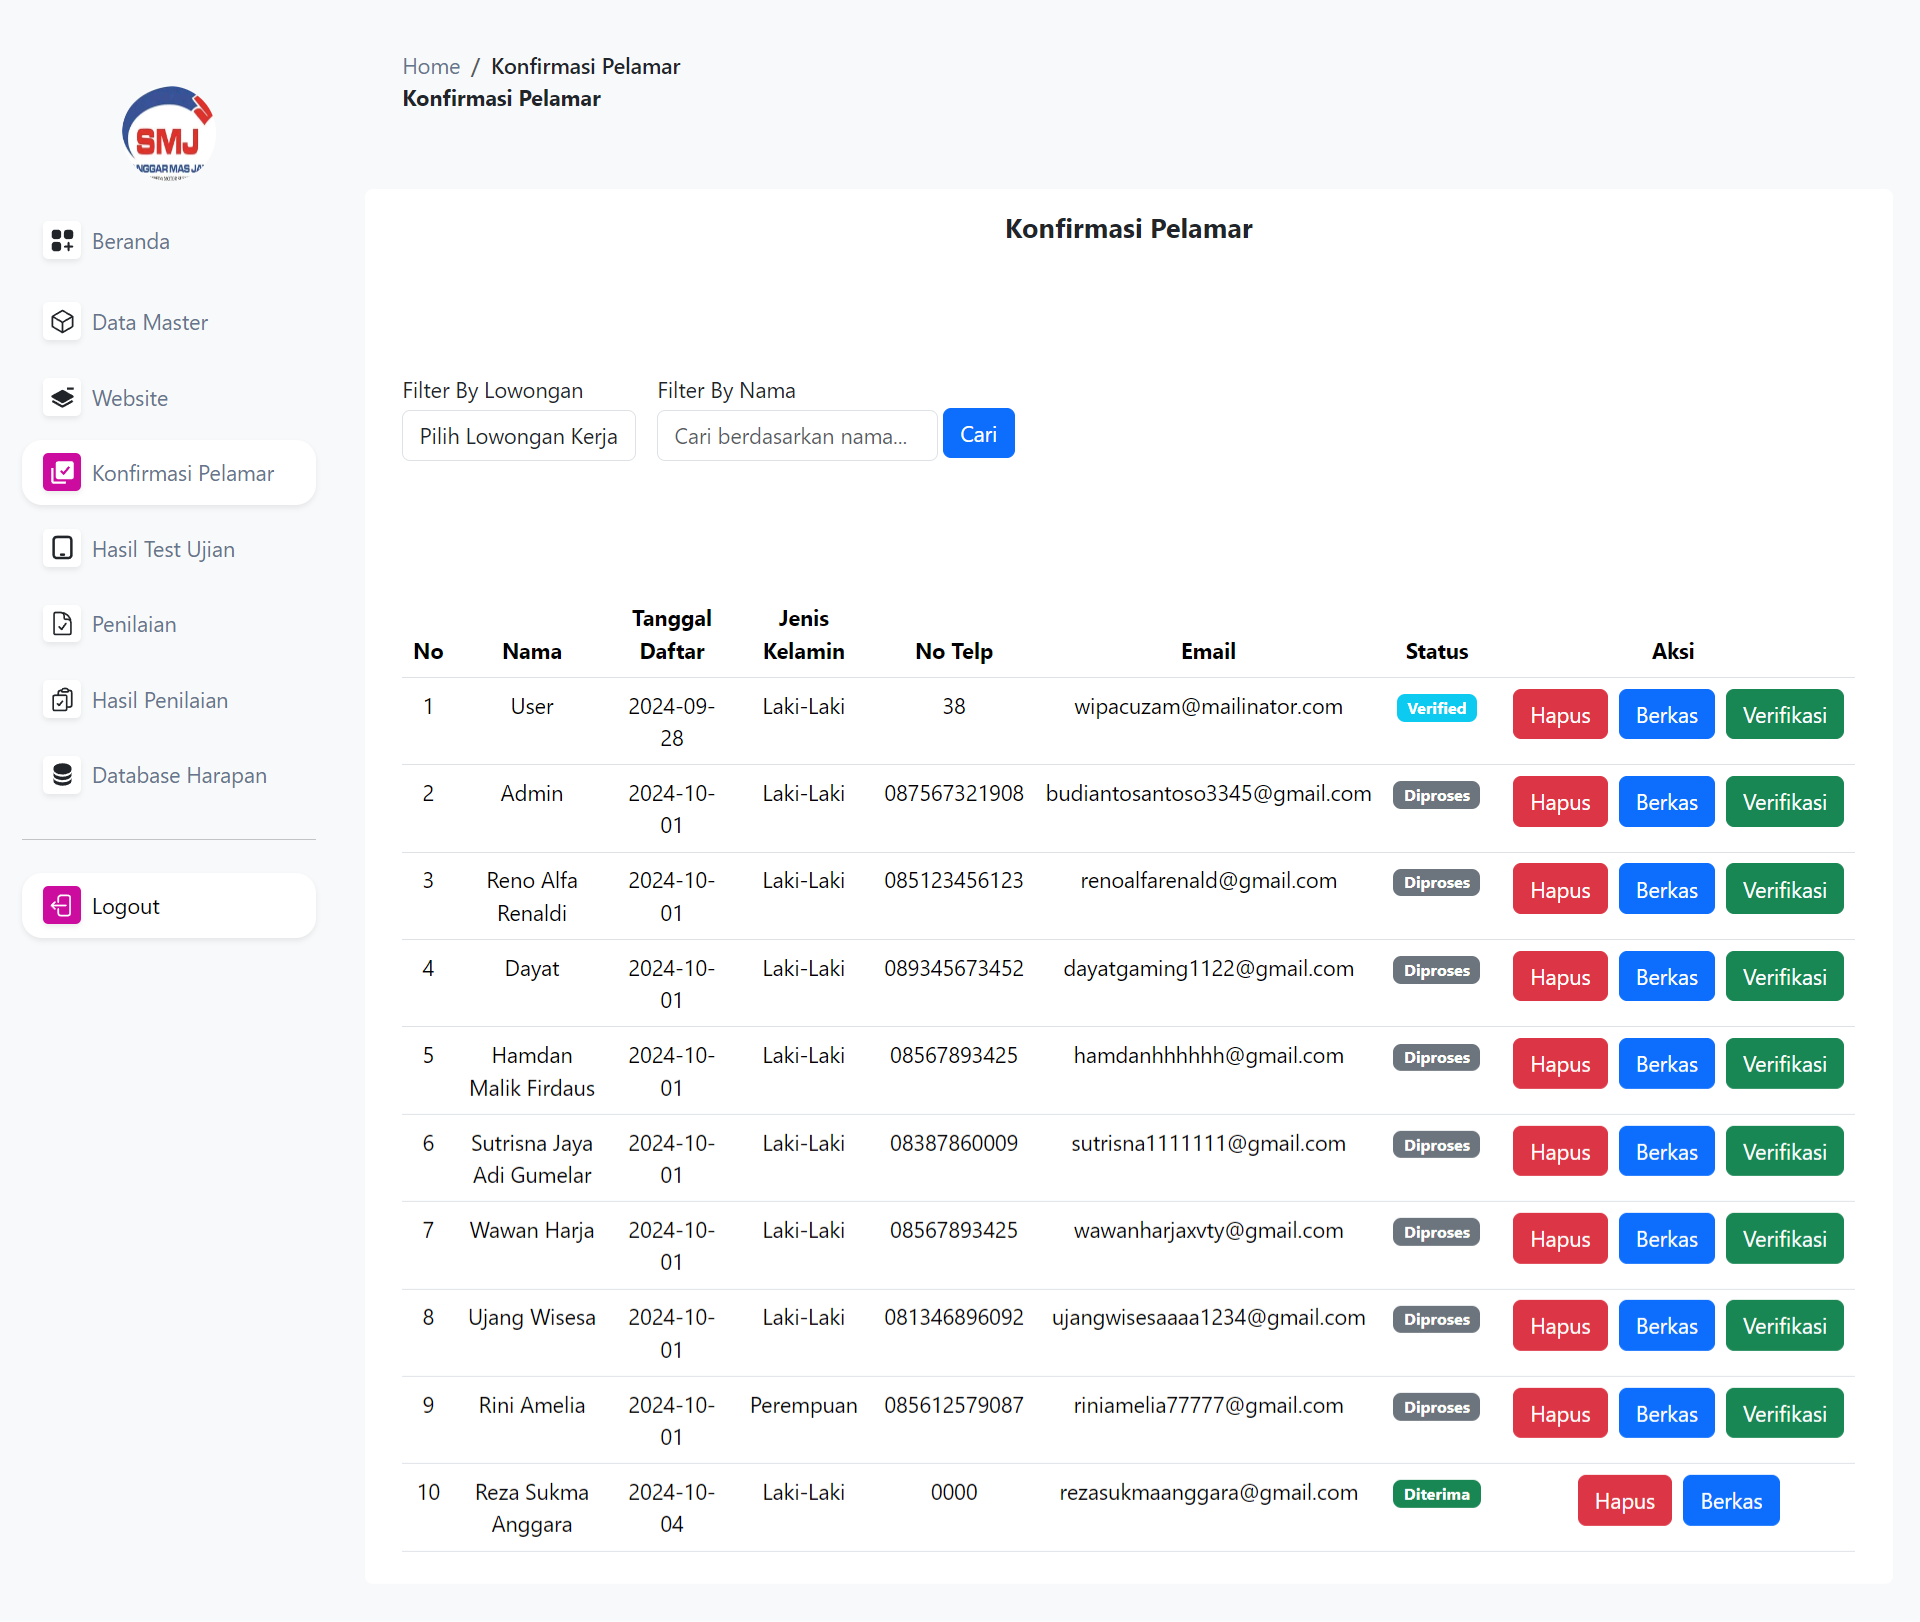 Home / Konfirmasi Pelamar
Konfirmasi Pelamar
SMJ
Beranda
Data Master
Website
Konfirmasi Pelamar
Hasil Test Ujian
Penilaian
Hasil Penilaian
Database Harapan
Logout
Konfirmasi Pelamar
Filter By Lowongan
Filter By Nama
Pilih Lowongan Kerja
Cari berdasarkan nama...
Cari
No Nama Tanggal Daftar Jenis Kelamin No Telp Email Status Aksi
1 User 2024-09-28 Laki-Laki 38 wipacuzam@mailinator.com Verified Hapus Berkas Verifikasi
2 Admin 2024-10-01 Laki-Laki 087567321908 budiantosantoso3345@gmail.com Diproses Hapus Berkas Verifikasi
3 Reno Alfa Renaldi 2024-10-01 Laki-Laki 085123456123 renoalfarenald@gmail.com Diproses Hapus Berkas Verifikasi
4 Dayat 2024-10-01 Laki-Laki 089345673452 dayatgaming1122@gmail.com Diproses Hapus Berkas Verifikasi
5 Hamdan Malik Firdaus 2024-10-01 Laki-Laki 08567893425 hamdanhhhhhh@gmail.com Diproses Hapus Berkas Verifikasi
6 Sutrisna Jaya Adi Gumelar 2024-10-01 Laki-Laki 08387860009 sutrisna1111111@gmail.com Diproses Hapus Berkas Verifikasi
7 Wawan Harja 2024-10-01 Laki-Laki 08567893425 wawanharjaxvty@gmail.com Diproses Hapus Berkas Verifikasi
8 Ujang Wisesa 2024-10-01 Laki-Laki 081346896092 ujangwisesaaaa1234@gmail.com Diproses Hapus Berkas Verifikasi
9 Rini Amelia 2024-10-01 Perempuan 085612579087 riniamelia77777@gmail.com Diproses Hapus Berkas Verifikasi
10 Reza Sukma Anggara 2024-10-04 Laki-Laki 0000 rezasukmaanggara@gmail.com Diterima Hapus Berkas